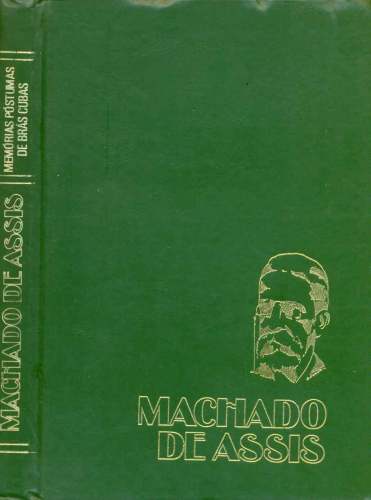 MACHADO DE ASSIS
MEMÓRIAS PÓSTUMAS
DE BRÁS CUBAS
MACHADO
DE ASSIS